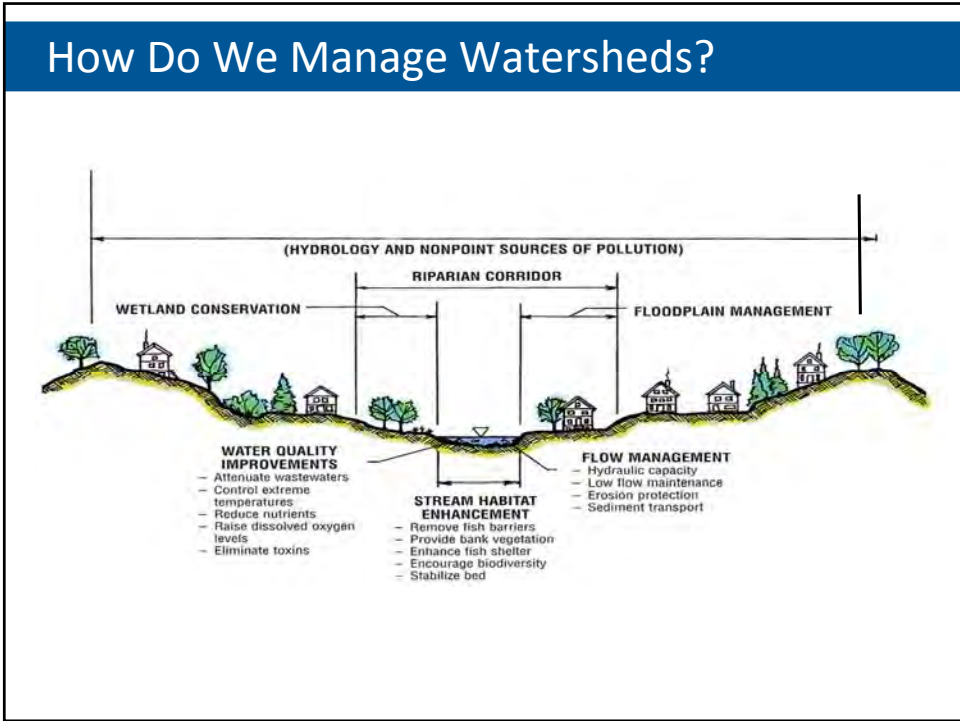 How Do We Manage Watersheds?
(HYDROLOGY AND NONPOINT SOURCES OF POLLUTION)
RIPARIAN CORRIDOR
WETLAND CONSERVATION
FLOODPLAIN MANAGEMENT
WATER QUALITY
IMPROVEMENTS
– Attenuate wastewaters
– Control extreme
temperatures
– Reduce nutrients
– Raise dissolved oxygen
levels
– Eliminate toxins
STREAM HABITAT
ENHANCEMENT
– Remove fish barriers
– Provide bank vegetation
– Enhance fish shelter
– Encourage biodiversity
– Stabilize bed
FLOW MANAGEMENT
– Hydraulic capacity
– Low flow maintenance
– Erosion protection
– Sediment transport